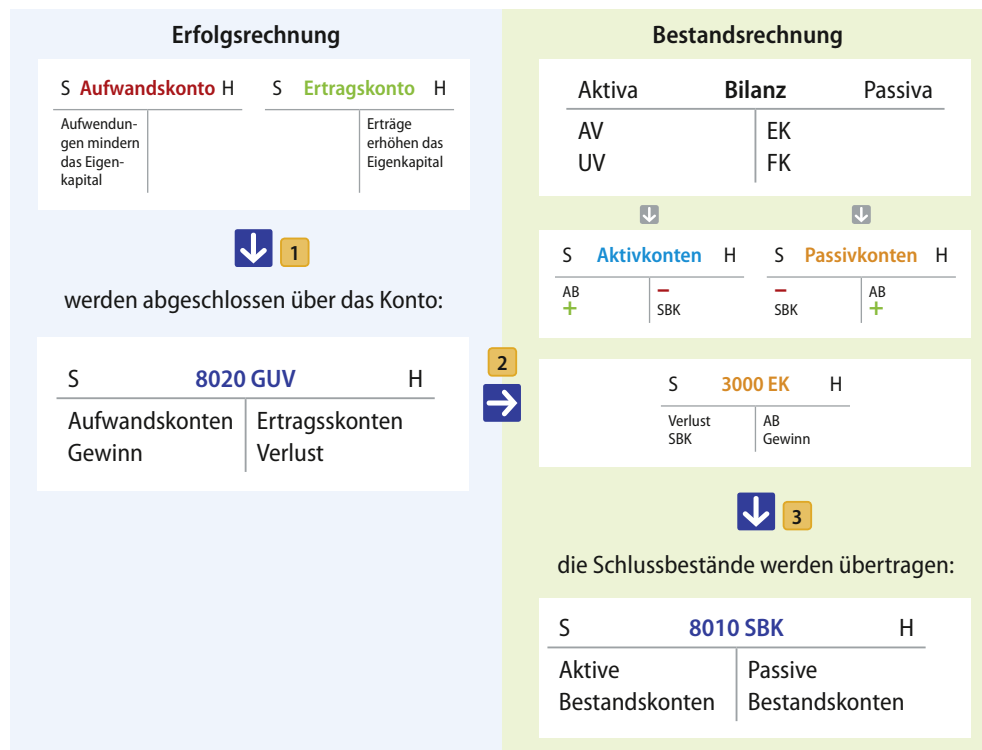 Erfolgsrechnung
S Aufwandskonto H
S Ertragskonto H
Aufwendun-
gen mindern
das Eigen-
kapital
Erträge
erhöhen das
Eigenkapital
1
werden abgeschlossen über das Konto:
S 8020 GUV H
Aufwandskonten
Gewinn
Ertragsskonten
Verlust
2
Bestandsrechnung
Aktiva Bilanz Passiva
AV EK
UV FK
S Aktivkonten H
AB −
+ SBK
S Passivkonten H
− AB
SBK +
S 3000 EK H
Verlust AB
SBK Gewinn
3
die Schlussbestände werden übertragen:
S 8010 SBK H
Aktive
Bestandskonten
Passive
Bestandskonten